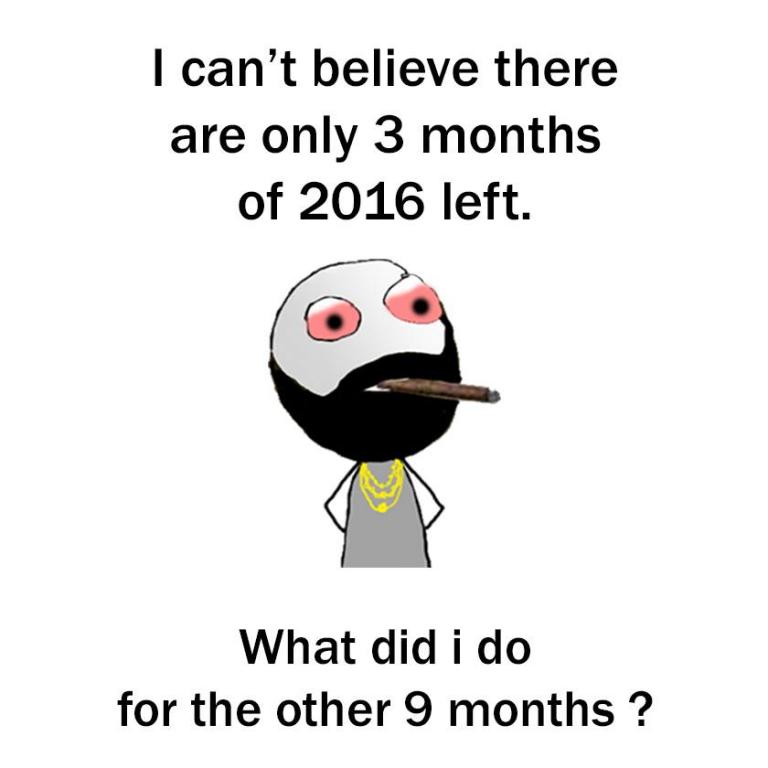 I can’t believe there
are only 3 months
of 2016 left.
What did i do
for the other 9 months ?